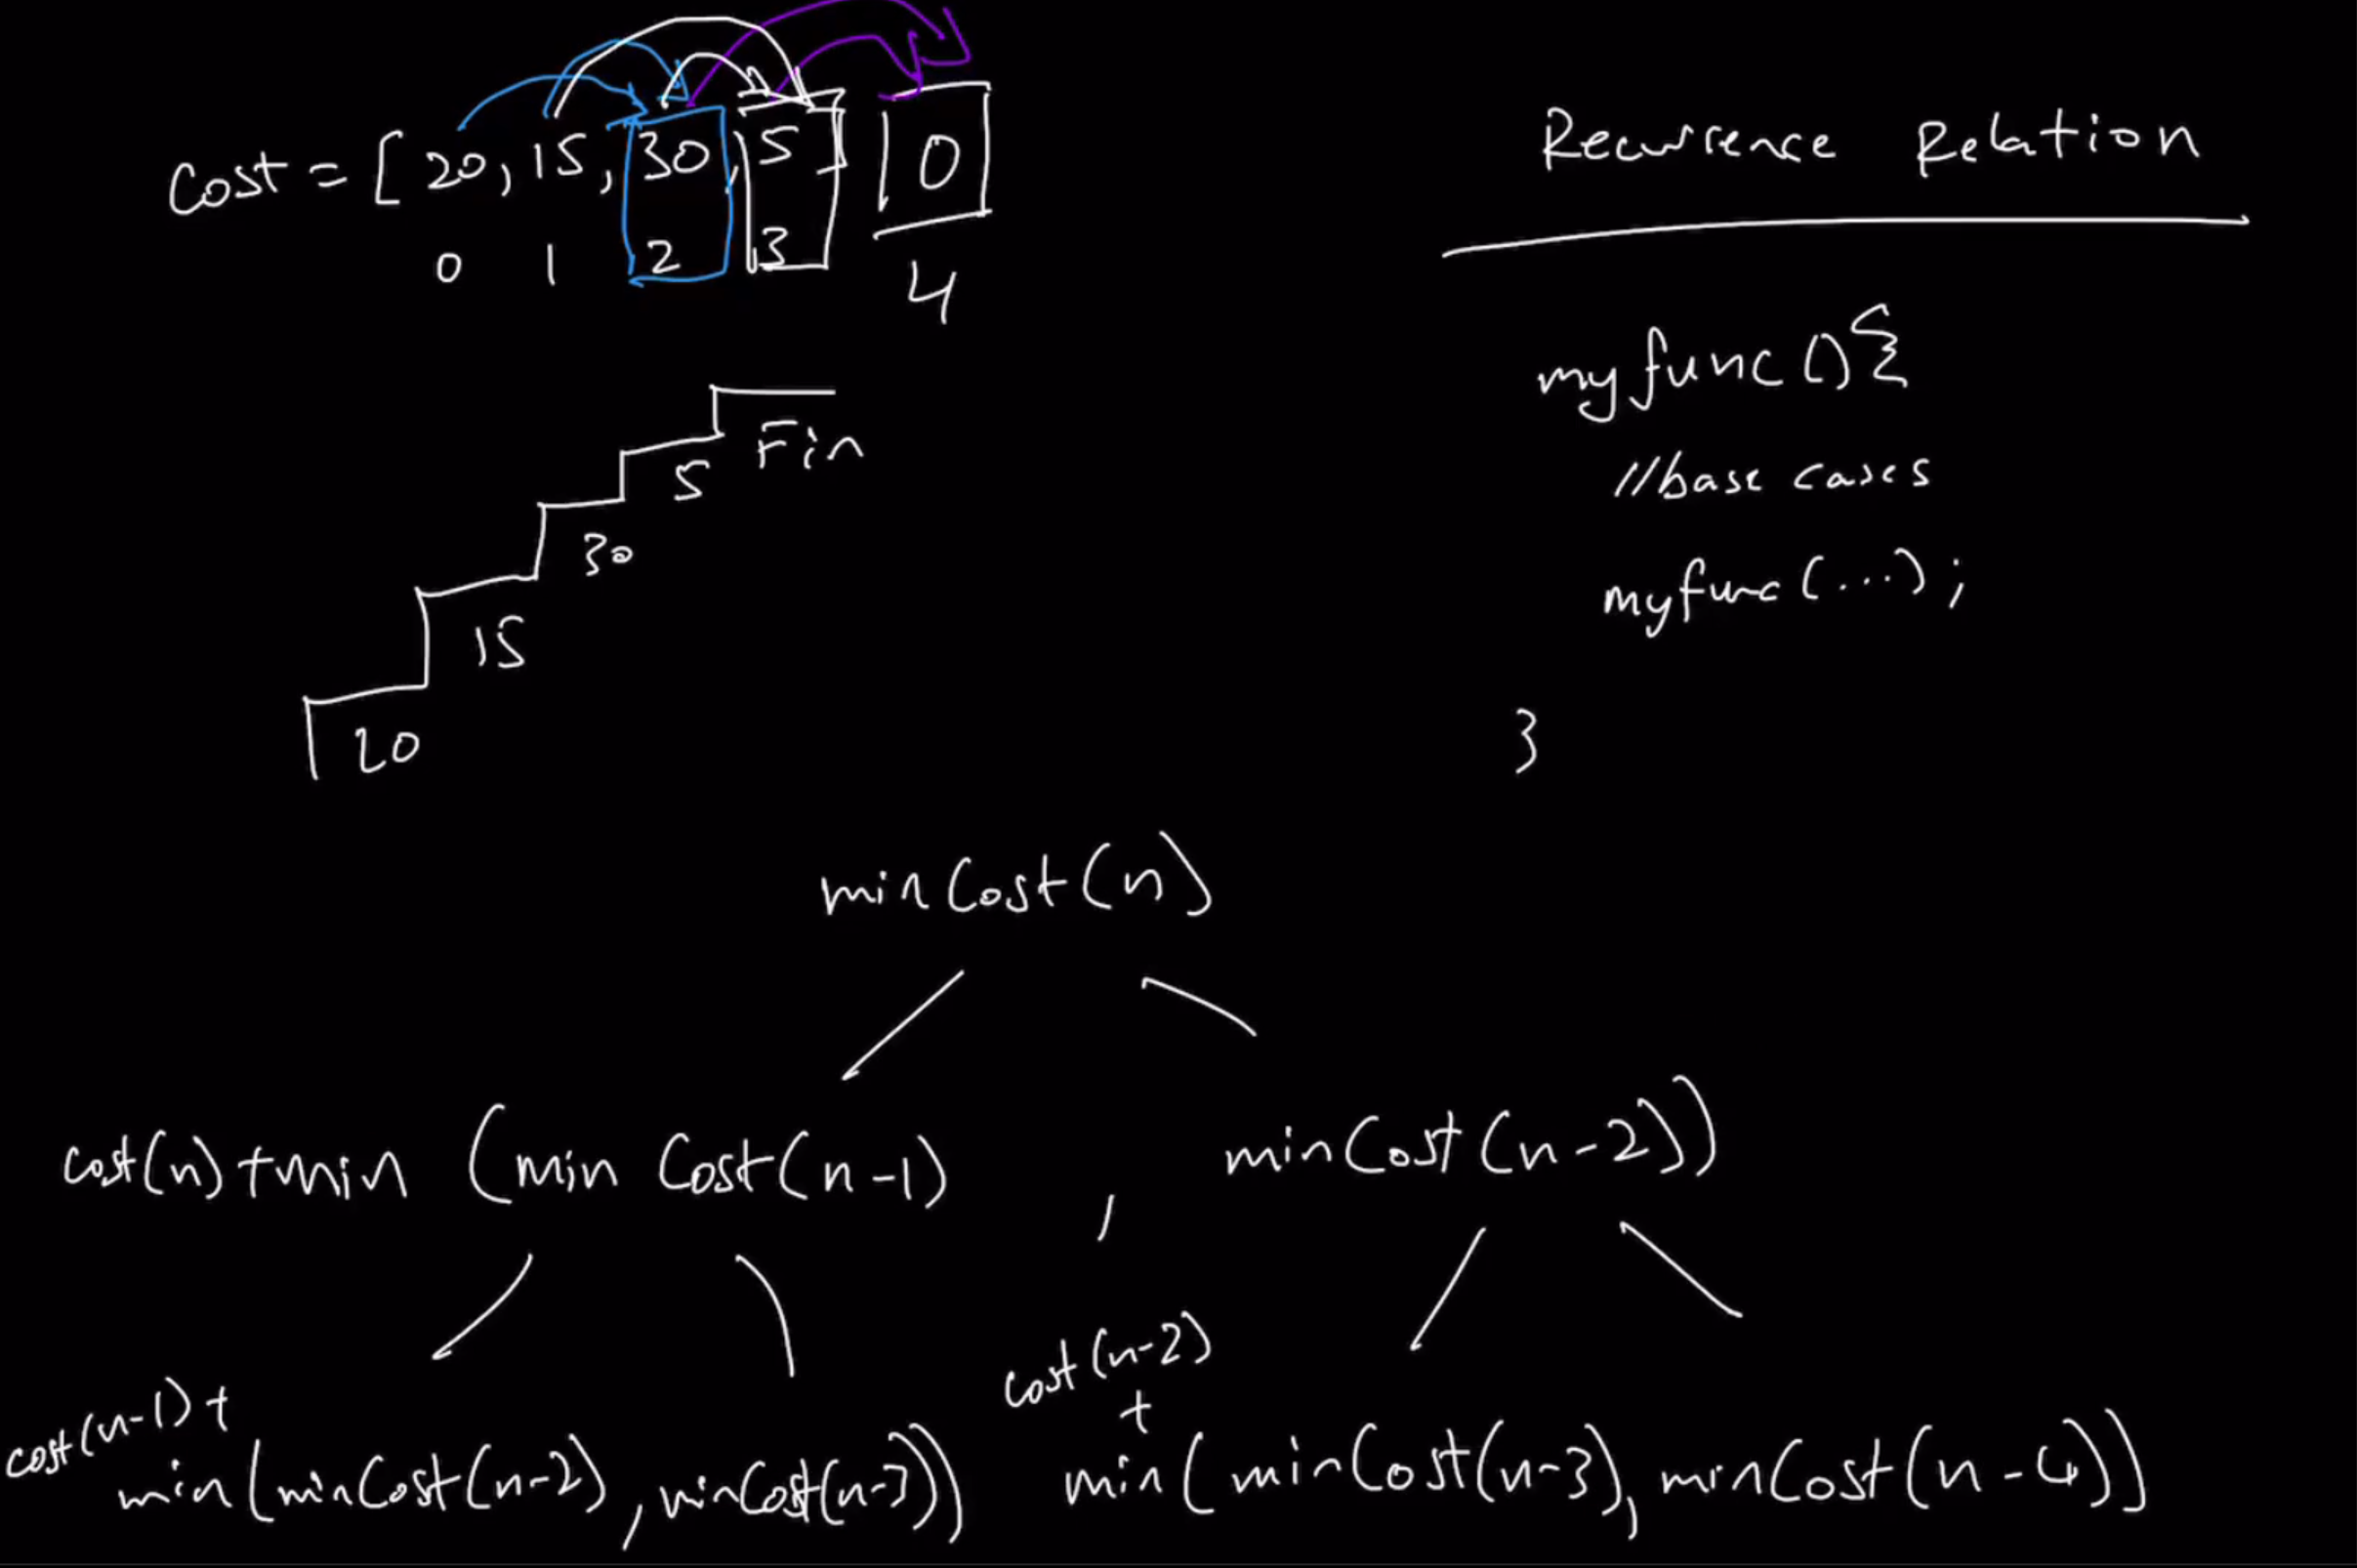 Cost = [20, 15, 30, 5] 0
0 1 2 3 4
Recurrence Relation
myfunc(){
//base cases
myfunc(...);
}
Fin
5
30
15
20
minCost(n)
cost(n)+min (min Cost(n-1) , minCost(n-2))
cost(n-1)+ min(minCost(n-2), minCost(n-3))
cost(n-2) + min(minCost(n-3), minCost(n-4))